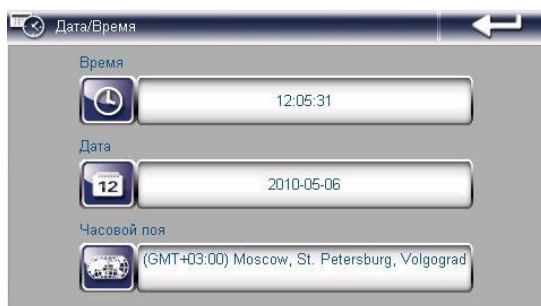 Дата/Время
Время
12:05:31
Дата
12
2010-05-06
Часовой поя
(GMT+03:00) Moscow, St. Petersburg, Volgograd